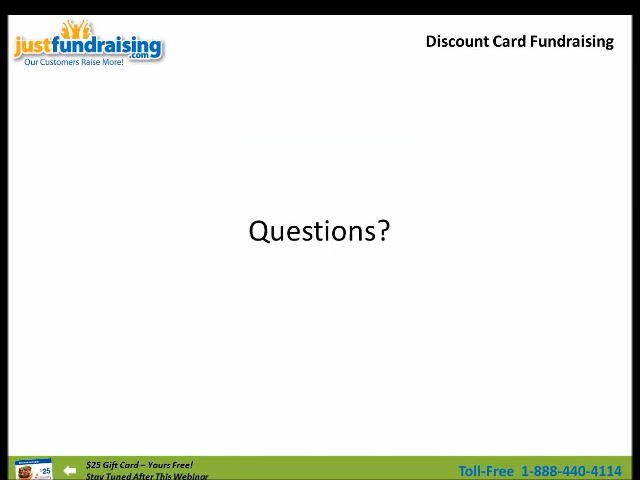 justfundraising
.com
Our Customers Raise More!
Discount Card Fundraising
Questions?
$25
$25 Gift Card – Yours Free!
Stay Tuned After This Webinar
Toll-Free 1-888-440-4114